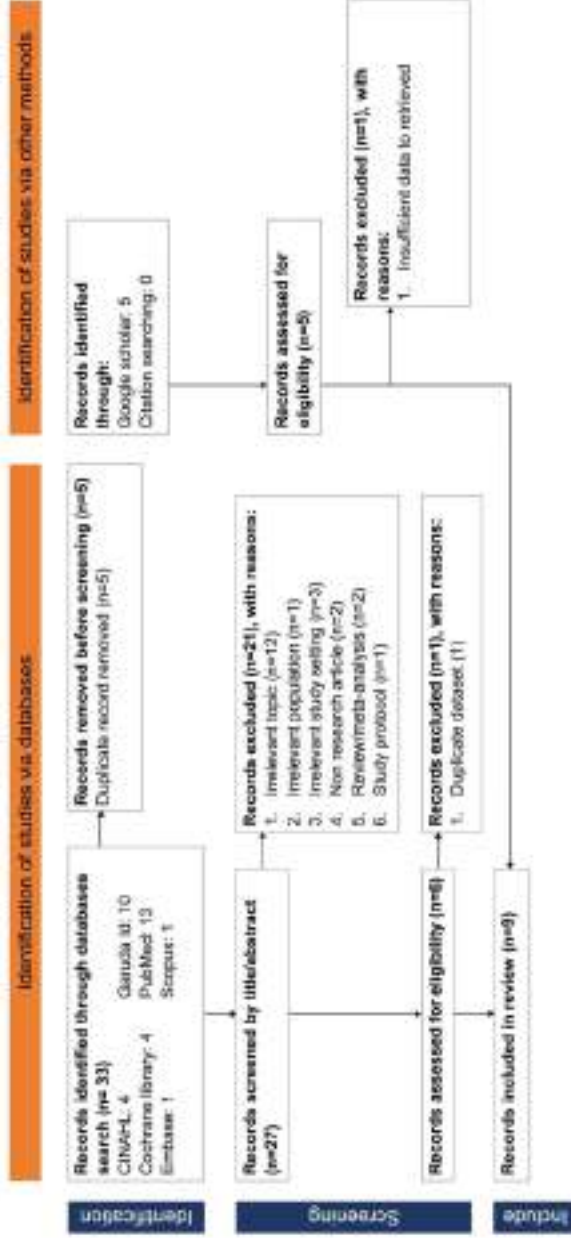 Identification of studies via databases
Identification of studies via other methods
Identification
Records identified through databases
search (n= 33)
CINAHL: 4
Cochrane library: 4
Embase: 1
Garuda Id: 10
PubMed: 13
Scopus: 1
Records removed before screening (n=5)
Duplicate record removed (n=5)
Records identified
through:
Google scholar: 5
Citation searching: 0
Screening
Records screened by title/abstract
(n=27)
Records excluded (n=21), with reasons:
1. Irrelevant topic (n=12)
2. Irrelevant population (n=1)
3. Irrelevant study setting (n=3)
4. Non research article (n=2)
5. Review/meta-analysis (n=2)
6. Study protocol (n=1)
Records assessed for
eligibility (n=5)
Records excluded (n=1), with
reasons:
1. Insufficient data to retrieved
Records assessed for eligibility (n=6)
Records excluded (n=1), with reasons:
1. Duplicate dataset (1)
Include
Records included in review (n=9)